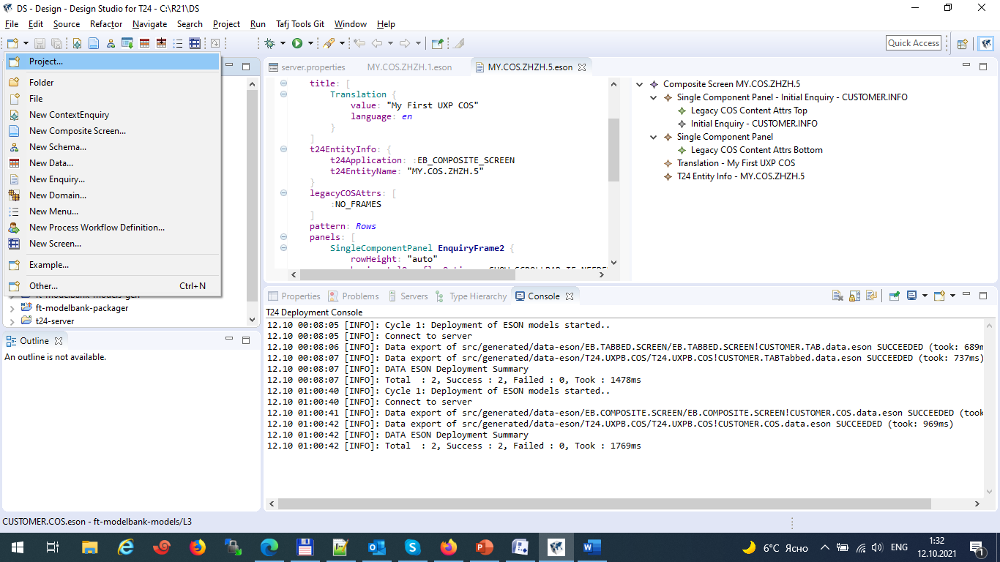 DS - Design - Design Studio for T24 - C:\R21\DS
File Edit Source Refactor Navigate Search Project Run Tafj Tools Git Window Help
Quick Access
Project...
Folder
File
New ContextEnquiry
New Composite Screen...
New Schema...
New Data...
New Enquiry...
New Domain...
New Menu...
New Process Workflow Definition...
New Screen...
Example...
Other... Ctrl+N
ft-modelbank-models-gen
ft-modelbank-packager
t24-server
Outline
An outline is not available.
server.properties MY.COS.ZHZH.1.eson MY.COS.ZHZH.5.eson
title: [
Translation {
value: "My First UXP COS"
language: en
}
]
t24EntityInfo: {
t24Application: :EB_COMPOSITE_SCREEN
t24EntityName: "MY.COS.ZHZH.5"
}
legacyCOSAttrs: [
:NO_FRAMES
]
pattern: Rows
panels: [
SingleComponentPanel EnquiryFrame2 {
rowHeight: "auto"
Composite Screen MY.COS.ZHZH.5
Single Component Panel - Initial Enquiry - CUSTOMER.INFO
Legacy COS Content Attrs Top
Initial Enquiry - CUSTOMER.INFO
Single Component Panel
Legacy COS Content Attrs Bottom
Translation - My First UXP COS
T24 Entity Info - MY.COS.ZHZH.5
Properties Problems Servers Type Hierarchy Console
T24 Deployment Console
12.10 00:08:05 [INFO]: Cycle 1: Deployment of ESON models started..
12.10 00:08:05 [INFO]: Connect to server
12.10 00:08:06 [INFO]: Data export of src/generated/data-eson/EB.TABBED.SCREEN/EB.TABBED.SCREEN!CUSTOMER.TAB.data.eson SUCCEEDED (took: 689m
12.10 00:08:07 [INFO]: Data export of src/generated/data-eson/T24.UXPB.COS/T24.UXPB.COS!CUSTOMER.TABTabbed.data.eson SUCCEEDED (took: 737ms)
12.10 00:08:07 [INFO]: DATA ESON Deployment Summary
12.10 00:08:07 [INFO]: Total : 2, Success : 2, Failed : 0, Took : 1478ms
12.10 01:00:40 [INFO]: Cycle 1: Deployment of ESON models started..
12.10 01:00:40 [INFO]: Connect to server
12.10 01:00:41 [INFO]: Data export of src/generated/data-eson/EB.COMPOSITE.SCREEN/EB.COMPOSITE.SCREEN!CUSTOMER.COS.data.eson SUCCEEDED (took
12.10 01:00:42 [INFO]: Data export of src/generated/data-eson/T24.UXPB.COS/T24.UXPB.COS!CUSTOMER.COS.data.eson SUCCEEDED (took: 969ms)
12.10 01:00:42 [INFO]: DATA ESON Deployment Summary
12.10 01:00:42 [INFO]: Total : 2, Success : 2, Failed : 0, Took : 1769ms
CUSTOMER.COS.eson - ft-modelbank-models/L3
6°C Ясно
ENG
1:32
12.10.2021
1